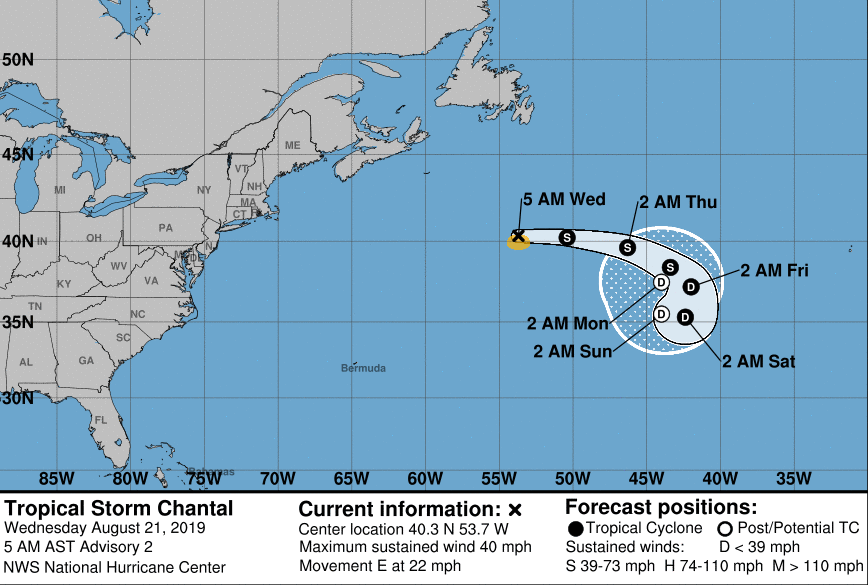 50N
45N
40N
35N
30N
ME
VT
NH
MA
CT
R
NY
MI
PA
N
OH
IN
M
DE
WV
VA
KY
TN
NC
SC
AL
GA
FL
Bermuda
Bahamas
5 AM Wed
2 AM Thu
2 AM Fri
2 AM Sat
2 AM Sun
2 AM Mon
S
S
S
D
D
D
D
85W 80W 75W 70W 65W 60W 55W 50W 45W 40W 35W
Tropical Storm Chantal
Wednesday August 21, 2019
5 AM AST Advisory 2
NWS National Hurricane Center
Current information: x
Center location 40.3 N 53.7 W
Maximum sustained wind 40 mph
Movement E at 22 mph
Forecast positions:
Tropical Cyclone Post/Potential TC
Sustained winds: D < 39 mph
S 39-73 mph H 74-110 mph M > 110 mph